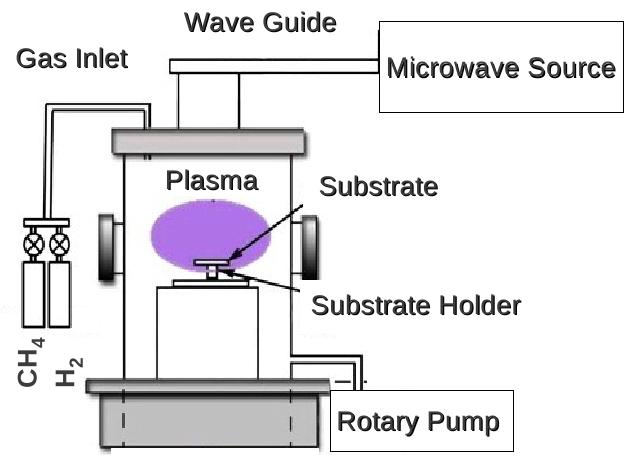 Wave Guide
Gas Inlet
Microwave Source
Plasma
Substrate
Substrate Holder
CH₄
H₂
Rotary Pump